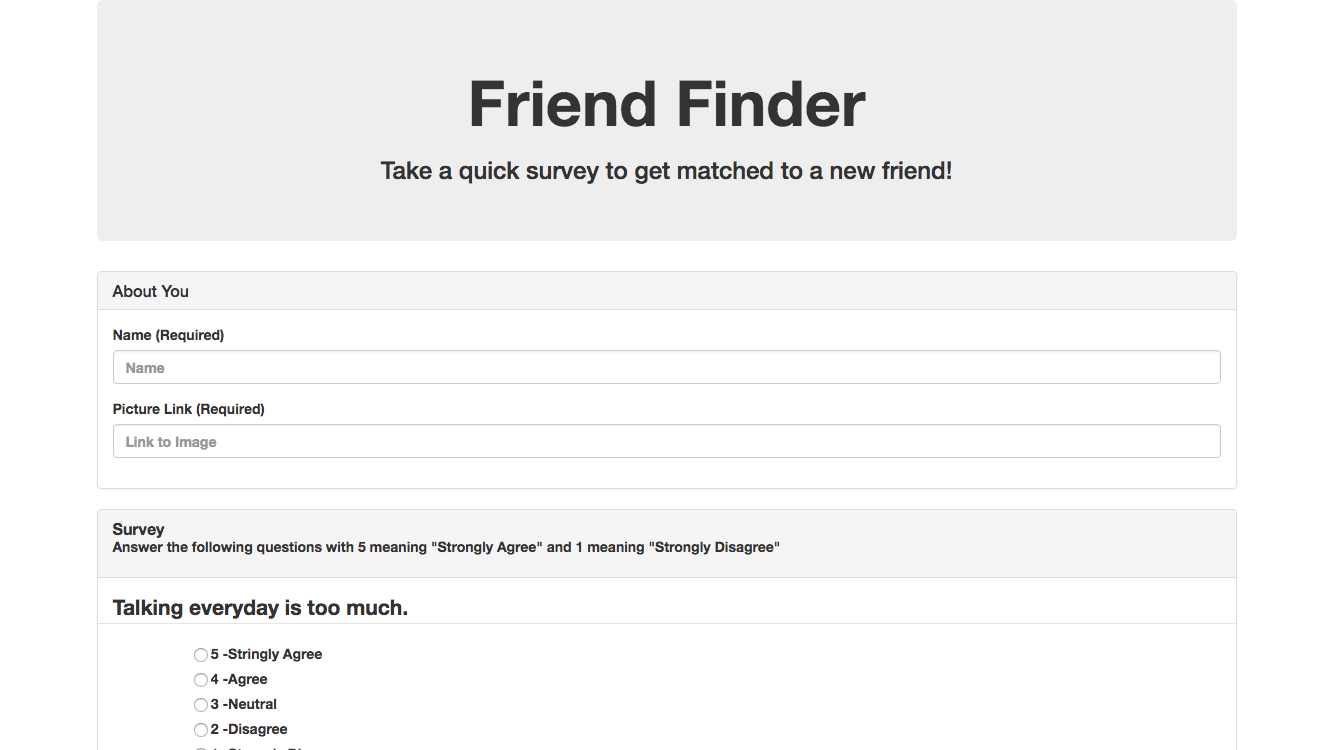 Friend Finder
Take a quick survey to get matched to a new friend!
About You
Name (Required)
Name
Picture Link (Required)
Link to Image
Survey
Answer the following questions with 5 meaning "Strongly Agree" and 1 meaning "Strongly Disagree"
Talking everyday is too much.
5 -Stringly Agree
4 -Agree
3 -Neutral
2 -Disagree